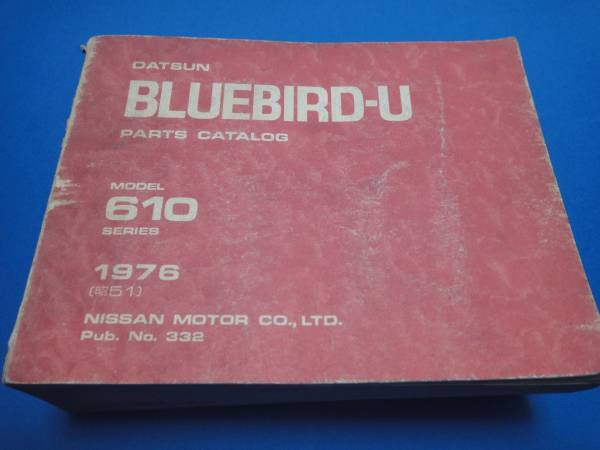 DATSUN
BLUEBIRD-U
PARTS CATALOG
MODEL
610
SERIES
1976
(昭51)
NISSAN MOTOR CO., LTD.
Pub. No. 332